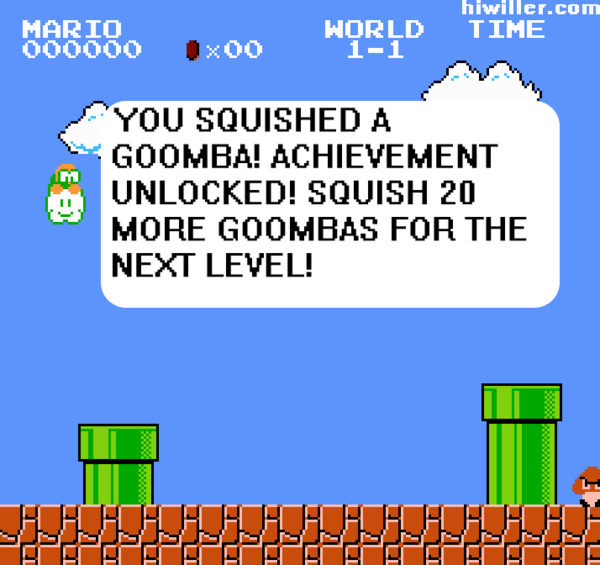 hiwiller.com
MARIO WORLD TIME
000000 ×00 1-1
YOU SQUISHED A
GOOMBA! ACHIEVEMENT
UNLOCKED! SQUISH 20
MORE GOOMBAS FOR THE
NEXT LEVEL!